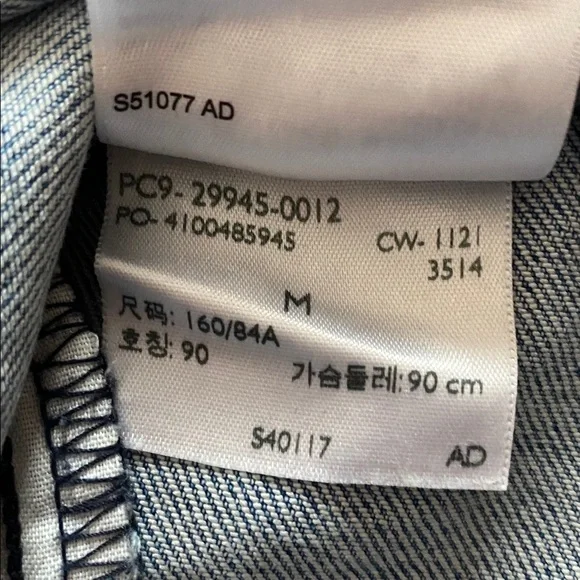 S51077 AD
PC9- 29945-0012
PO- 4100485945 CW- 1121
3514
M
尺码: 160/84A
호칭: 90 가슴둘레: 90 cm
S40117 AD